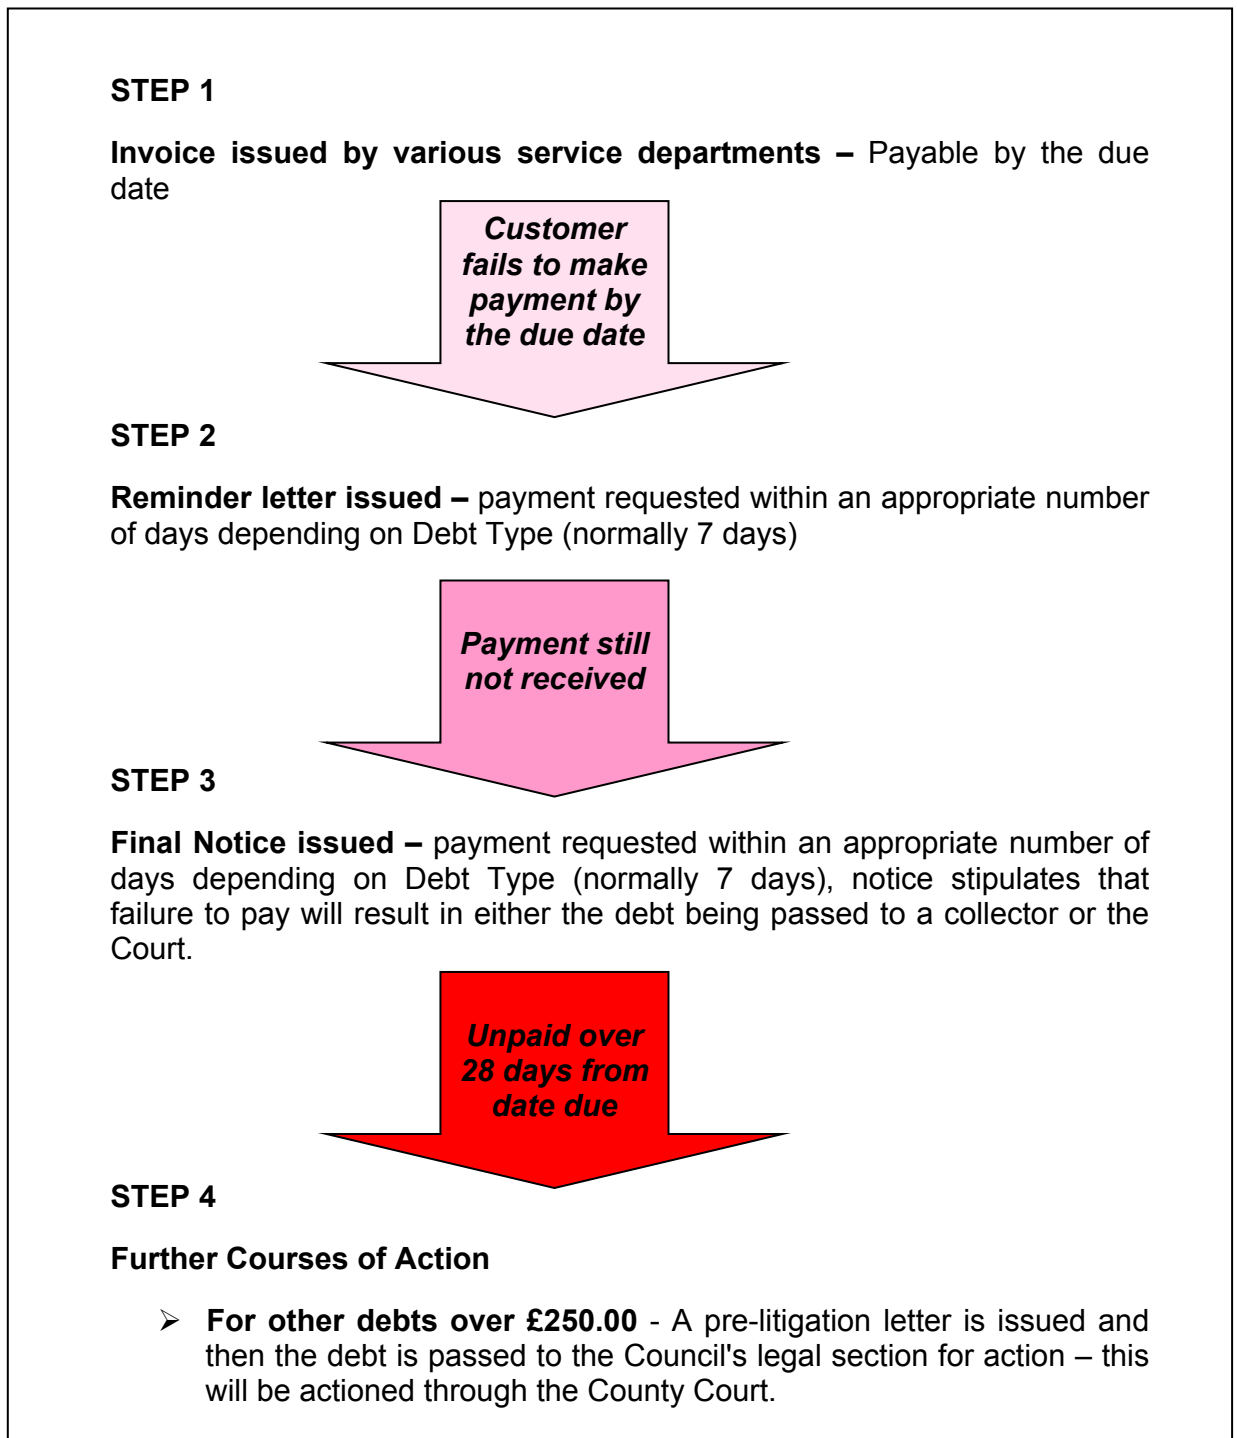 STEP 1
Invoice issued by various service departments – Payable by the due
date
Customer
fails to make
payment by
the due date
STEP 2
Reminder letter issued – payment requested within an appropriate number
of days depending on Debt Type (normally 7 days)
Payment still
not received
STEP 3
Final Notice issued – payment requested within an appropriate number of
days depending on Debt Type (normally 7 days), notice stipulates that
failure to pay will result in either the debt being passed to a collector or the
Court.
Unpaid over
28 days from
date due
STEP 4
Further Courses of Action
➢ For other debts over £250.00 - A pre-litigation letter is issued and
then the debt is passed to the Council's legal section for action – this
will be actioned through the County Court.